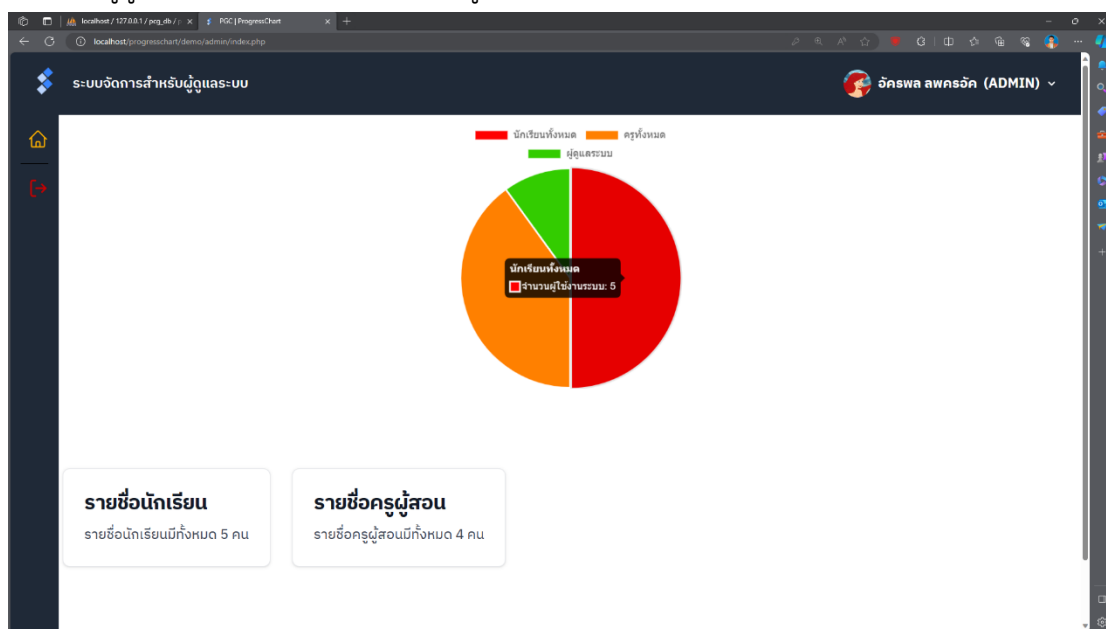 localhost / 127.0.0.1 / prg_db / p
PGC | ProgressChart
localhost/progresschart/demo/admin/index.php
ระบบจัดการสำหรับผู้ดูแลระบบ
อัครพล ลพครอัค (ADMIN)
นักเรียนทั้งหมด
ครูทั้งหมด
ผู้ดูแลระบบ
นักเรียนทั้งหมด
จำนวนผู้ใช้งานระบบ: 5
รายชื่อนักเรียน
รายชื่อครูผู้สอน
รายชื่อนักเรียนมีทั้งหมด 5 คน
รายชื่อครูผู้สอนมีทั้งหมด 4 คน